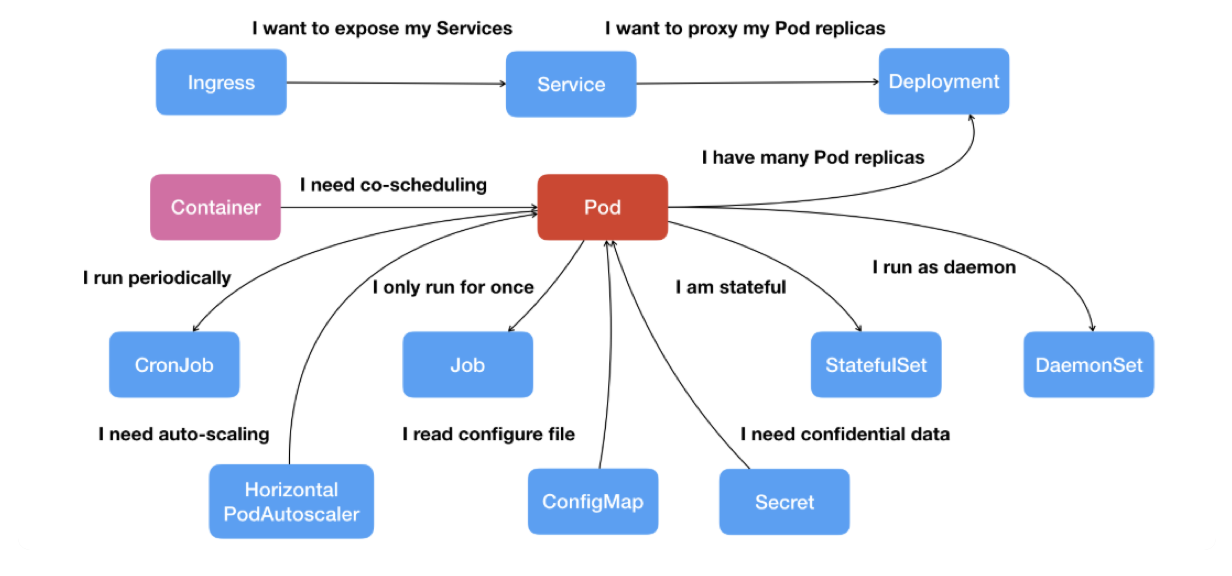 I want to expose my Services
I want to proxy my Pod replicas
Ingress
Service
Deployment
I have many Pod replicas
I need co-scheduling
Container
Pod
I run periodically
I only run for once
I am stateful
I run as daemon
CronJob
Job
StatefulSet
DaemonSet
I need auto-scaling
I read configure file
I need confidential data
Horizontal
PodAutoscaler
ConfigMap
Secret